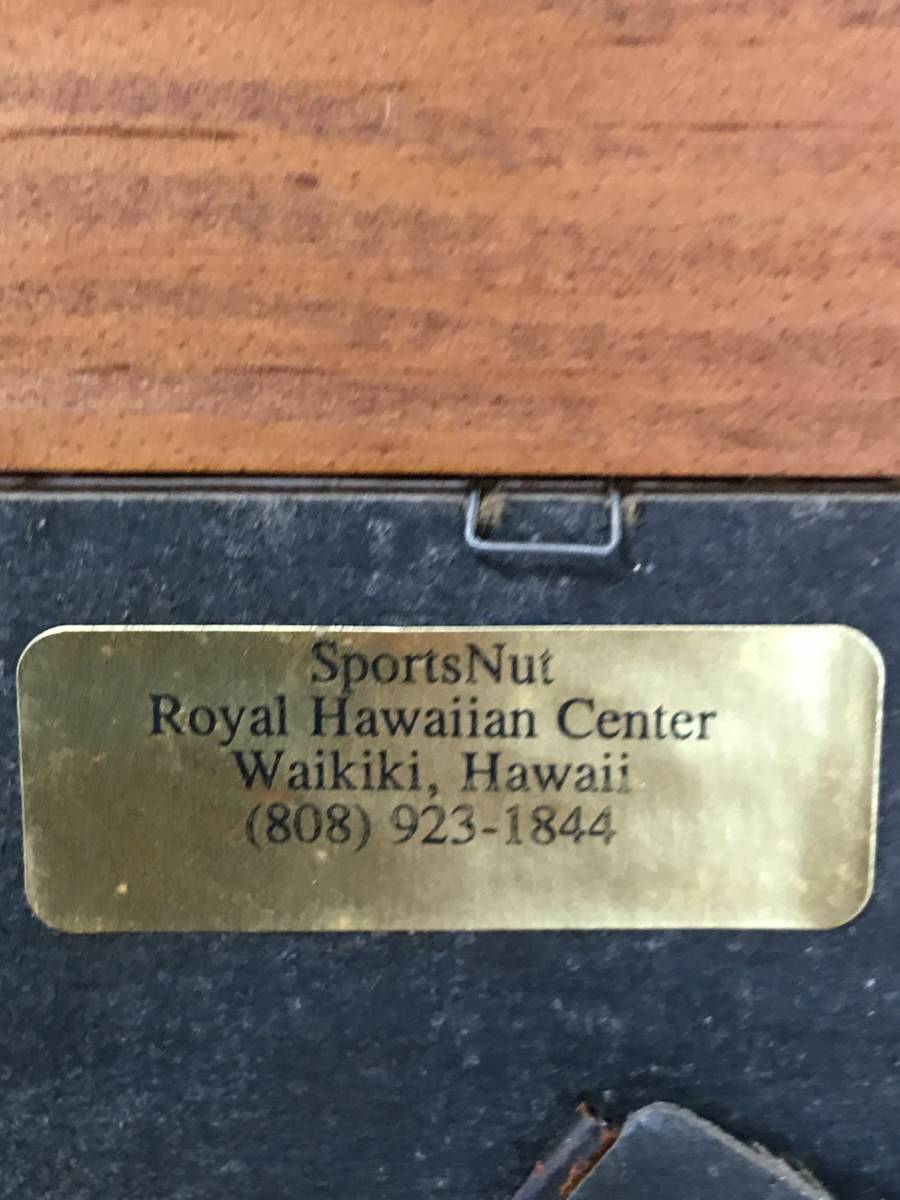 SportsNut
Royal Hawaiian Center
Waikiki, Hawaii
(808) 923-1844